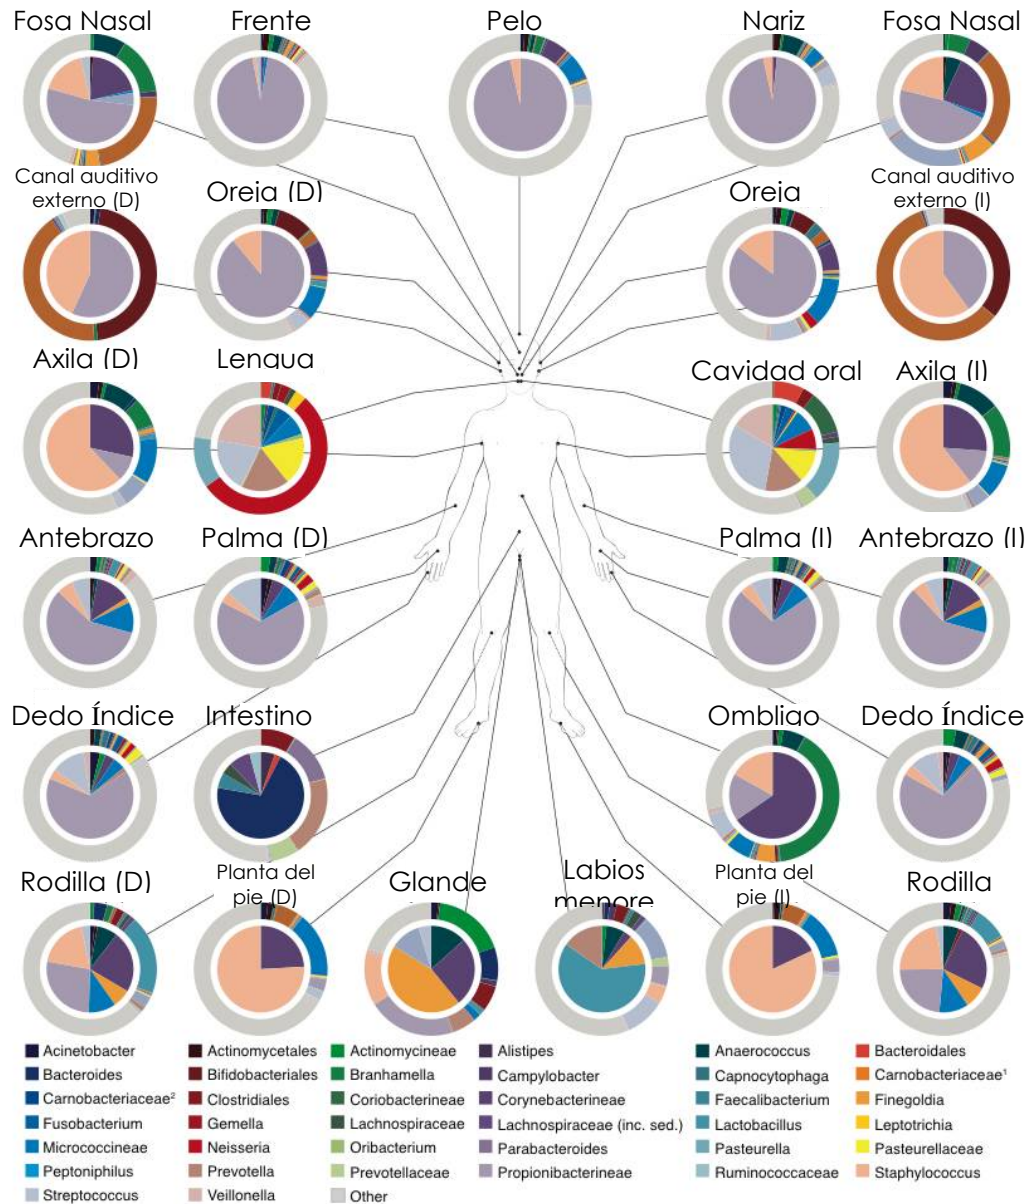 Fosa Nasal
Frente
Pelo
Nariz
Fosa Nasal
Canal auditivo
externo (D)
Oreja (D)
Oreja
Canal auditivo
externo (I)
Axila (D)
Lengua
Cavidad oral
Axila (I)
Antebrazo
Palma (D)
Palma (I)
Antebrazo (I)
Dedo Índice
Intestino
Ombligo
Dedo Índice
Rodilla (D)
Planta del
pie (D)
Glande
Labios
menore
Planta del
pie (I)
Rodilla
Acinetobacter
Bacteroides
Carnobacteriaceae²
Fusobacterium
Micrococcineae
Peptoniphilus
Streptococcus
Actinomycetales
Bifidobacteriales
Clostridiales
Gemella
Neisseria
Prevotella
Veillonella
Actinomycineae
Branhamella
Coriobacterineae
Lachnospiraceae
Oribacterium
Prevotellaceae
Other
Alistipes
Campylobacter
Corynebacterineae
Lachnospiraceae (inc. sed.)
Parabacteroides
Propionibacterineae
Anaerococcus
Capnocytophaga
Faecalibacterium
Lactobacillus
Pasteurella
Ruminococcaceae
Bacteroidales
Carnobacteriaceae¹
Finegoldia
Leptotrichia
Pasteurellaceae
Staphylococcus